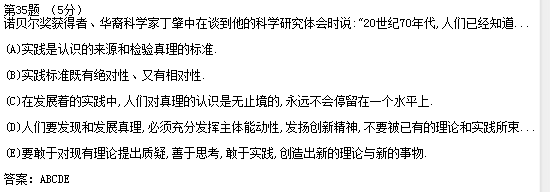 第35题 （5分）
诺贝尔奖获得者、华裔科学家丁肇中在谈到他的科学研究体会时说:“20世纪70年代,人们已经知道...
(A)实践是认识的来源和检验真理的标准.
(B)实践标准既有绝对性、又有相对性.
(C)在发展着的实践中,人们对真理的认识是无止境的,永远不会停留在一个水平上.
(D)人们要发现和发展真理,必须充分发挥主体能动性,发扬创新精神,不要被已有的理论和实践所束...
(E)要敢于对现有理论提出质疑,善于思考,敢于实践,创造出新的理论与新的事物.
答案: ABCDE